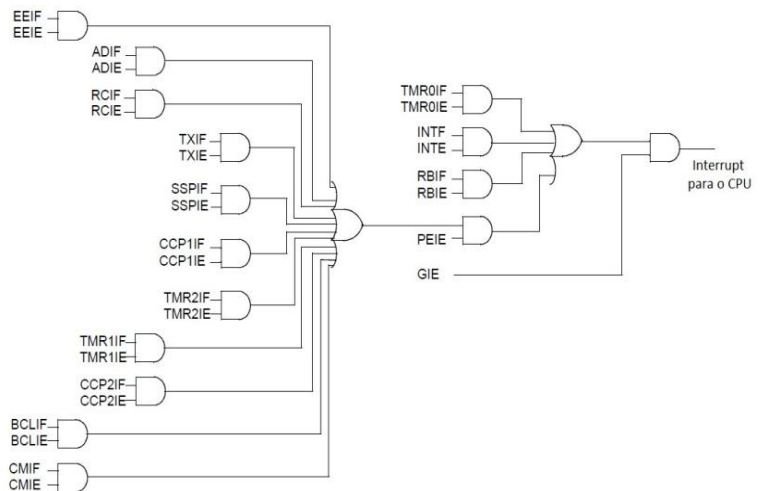 EEIF
EEIE
ADIF
ADIE
RCIF
RCIE
TXIF
TXIE
SSPIF
SSPIE
CCP1IF
CCP1IE
TMR2IF
TMR2IE
TMR1IF
TMR1IE
CCP2IF
CCP2IE
BCLIF
BCLIE
CMIF
CMIE
TMR0IF
TMR0IE
INTF
INTE
RBIF
RBIE
PEIE
GIE
Interrupt
para o CPU